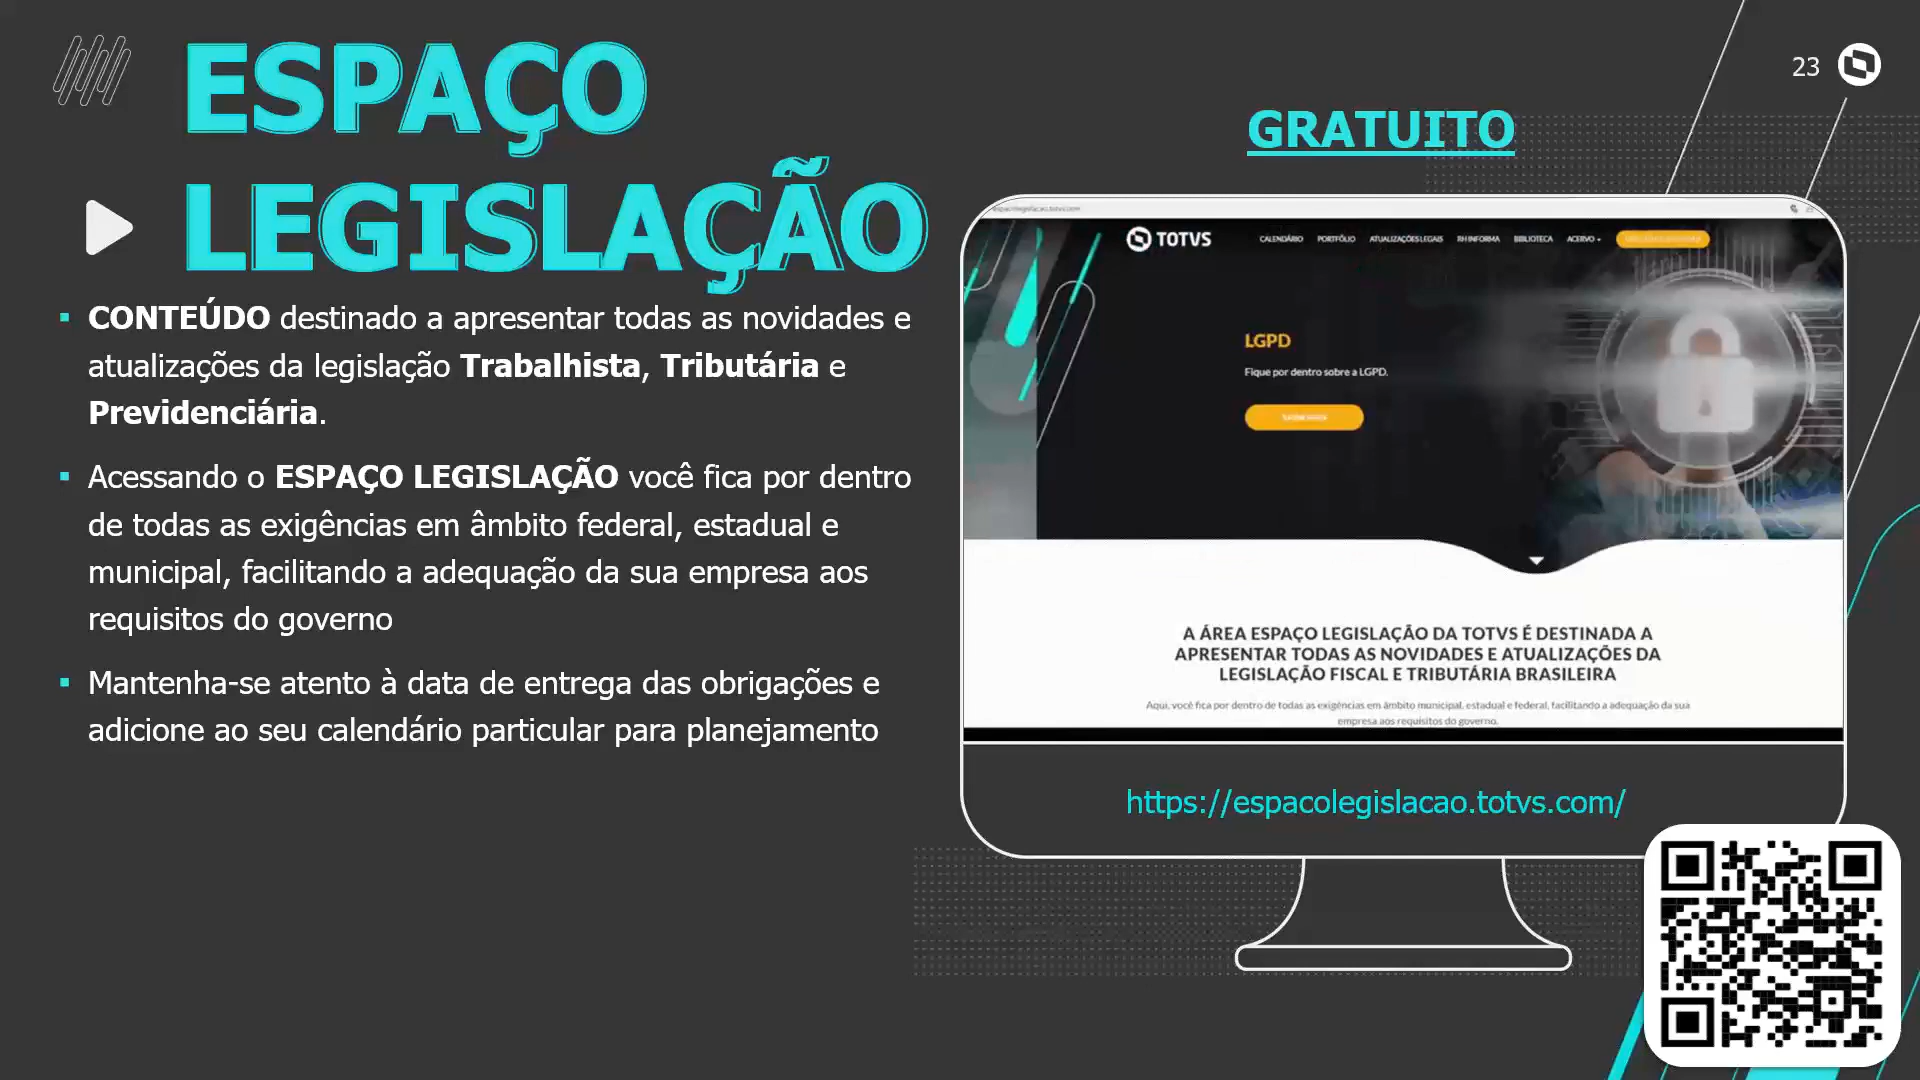 ESPAÇO
LEGISLAÇÃO
CONTEÚDO destinado a apresentar todas as novidades e
atualizações da legislação Trabalhista, Tributária e
Previdenciária.
Acessando o ESPAÇO LEGISLAÇÃO você fica por dentro
de todas as exigências em âmbito federal, estadual e
municipal, facilitando a adequação da sua empresa aos
requisitos do governo
Mantenha-se atento à data de entrega das obrigações e
adicione ao seu calendário particular para planejamento
23
GRATUITO
espacolegislacao.totvs.com
TOTVS
CALENDÁRIO PORTFÓLIO ATUALIZAÇÕES LEGAIS RH INFORMA BIBLIOTECA ACERVO
LGPD
Fique por dentro sobre a LGPD.
A ÁREA ESPAÇO LEGISLAÇÃO DA TOTVS É DESTINADA A
APRESENTAR TODAS AS NOVIDADES E ATUALIZAÇÕES DA
LEGISLAÇÃO FISCAL E TRIBUTÁRIA BRASILEIRA
Aqui, você fica por dentro de todas as exigências em âmbito municipal, estadual e federal, facilitando a adequação da sua
empresa aos requisitos do governo.
https://espacolegislacao.totvs.com/